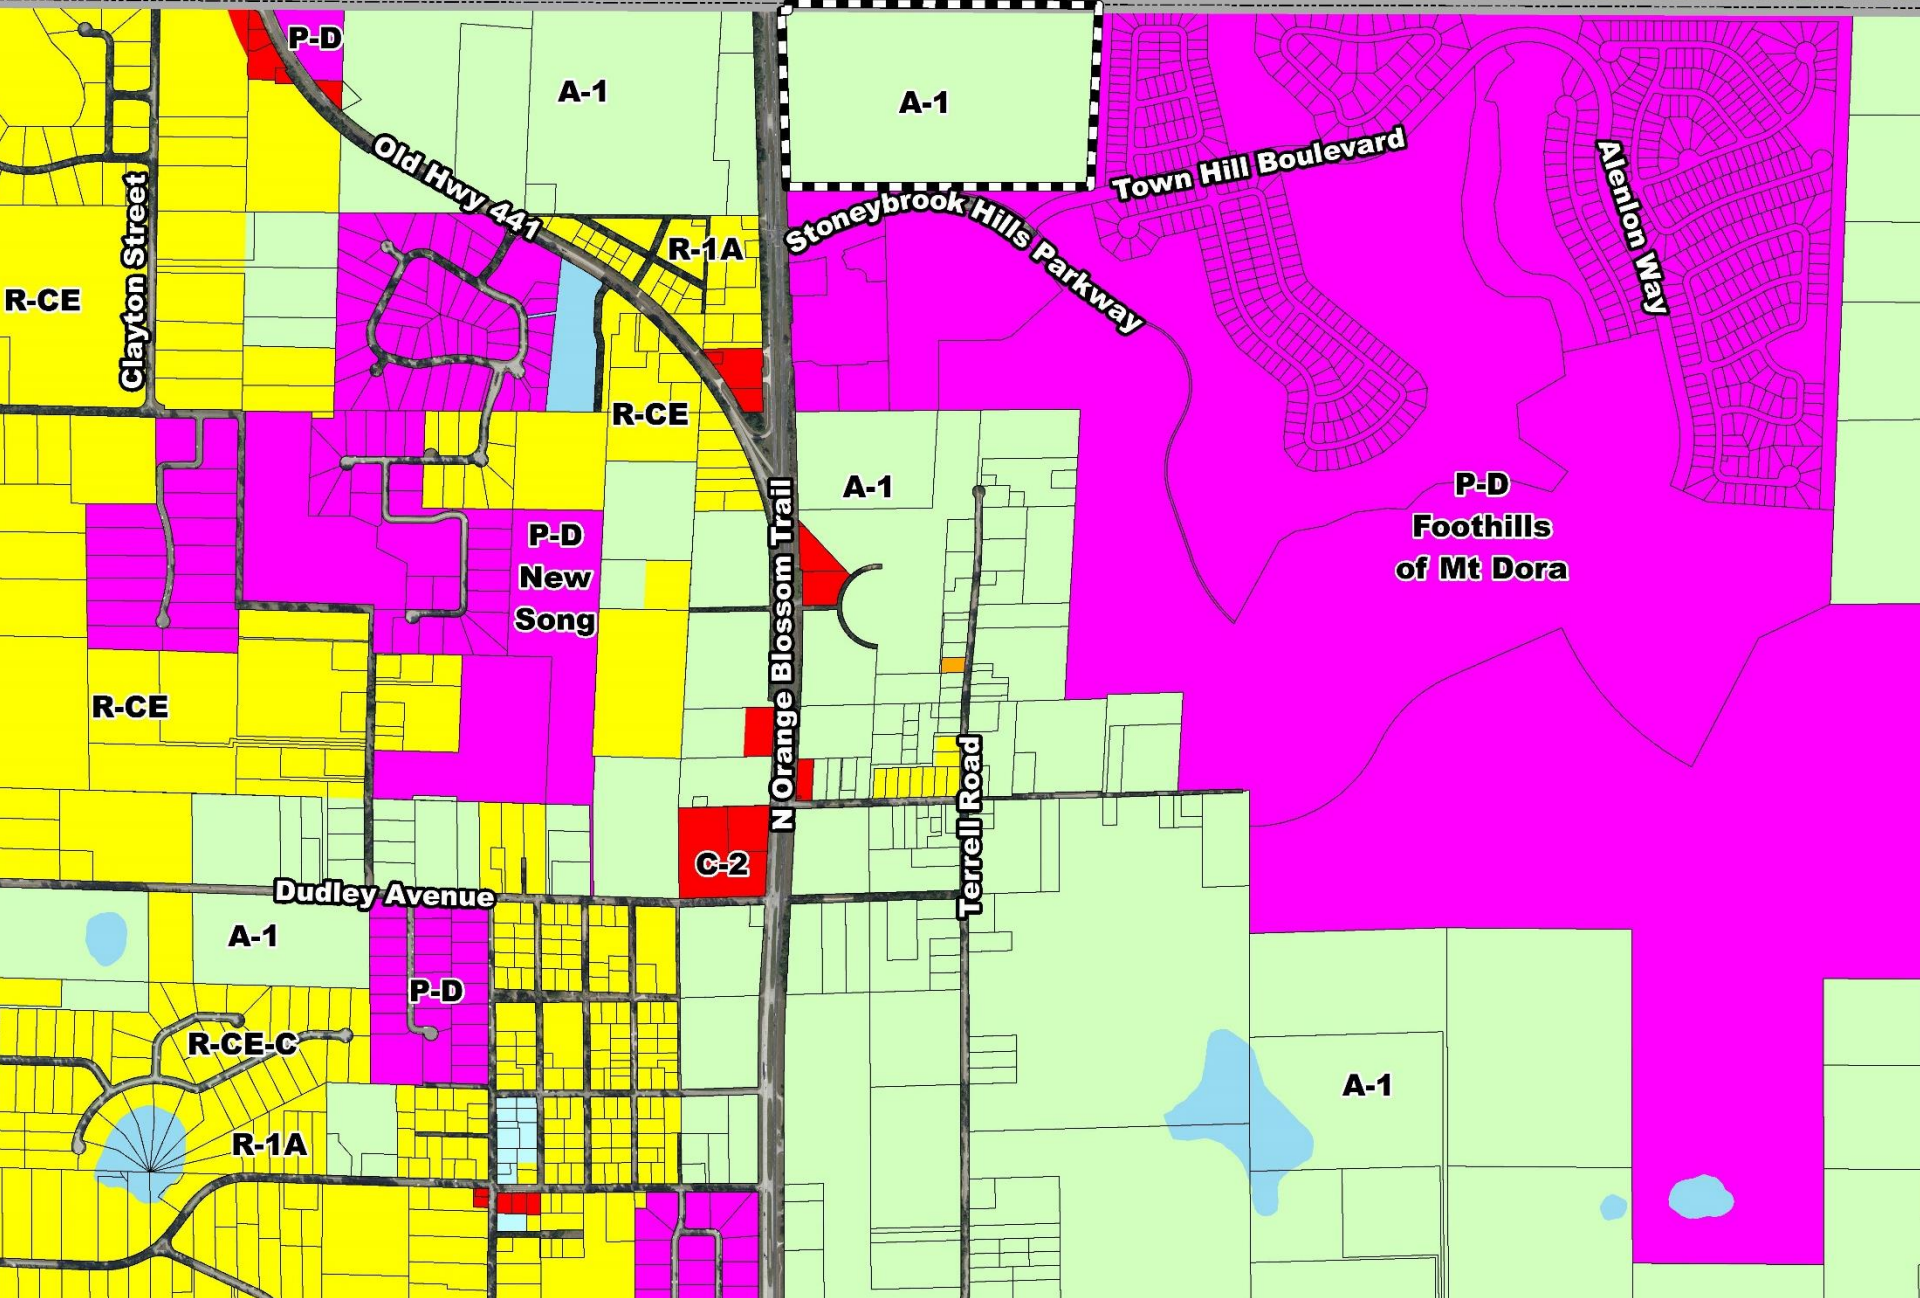 P-D
A-1
A-1
Old Hwy 441
Clayton Street
Town Hill Boulevard
Alenlon Way
Stoneybrook Hills Parkway
R-1A
R-CE
R-CE
A-1
P-D
Foothills
of Mt Dora
P-D
New
Song
N Orange Blossom Trail
R-CE
Terrell Road
C-2
Dudley Avenue
A-1
P-D
R-CE-C
A-1
R-1A